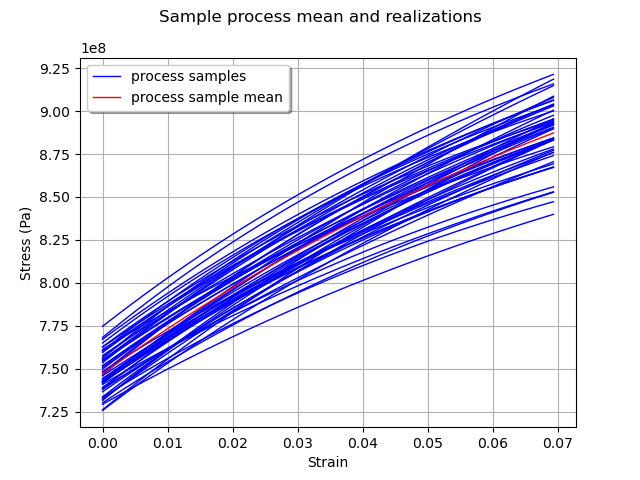 Sample process mean and realizations
1e8
9.25
9.00
8.75
8.50
8.25
8.00
7.75
7.50
7.25
process samples
process sample mean
Stress (Pa)
0.00 0.01 0.02 0.03 0.04 0.05 0.06 0.07
Strain